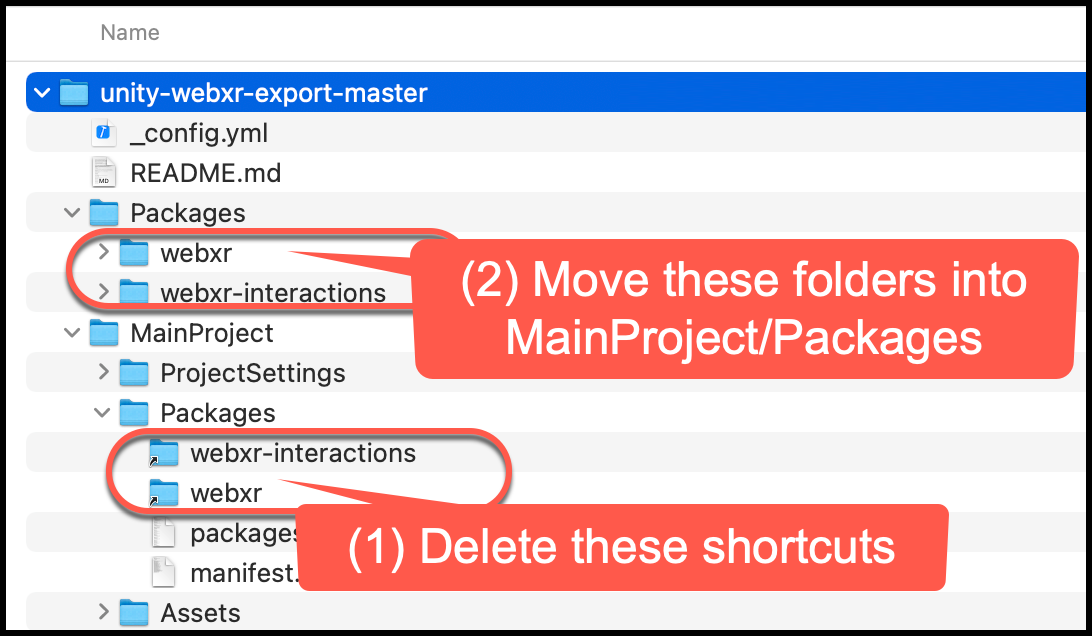 Name
unity-webxr-export-master
_config.yml
README.md
MD
Packages
webxr
webxr-interactions
(2) Move these folders into
MainProject/Packages
MainProject
ProjectSettings
Packages
webxr-interactions
webxr
packages
(1) Delete these shortcuts
manifest.
Assets